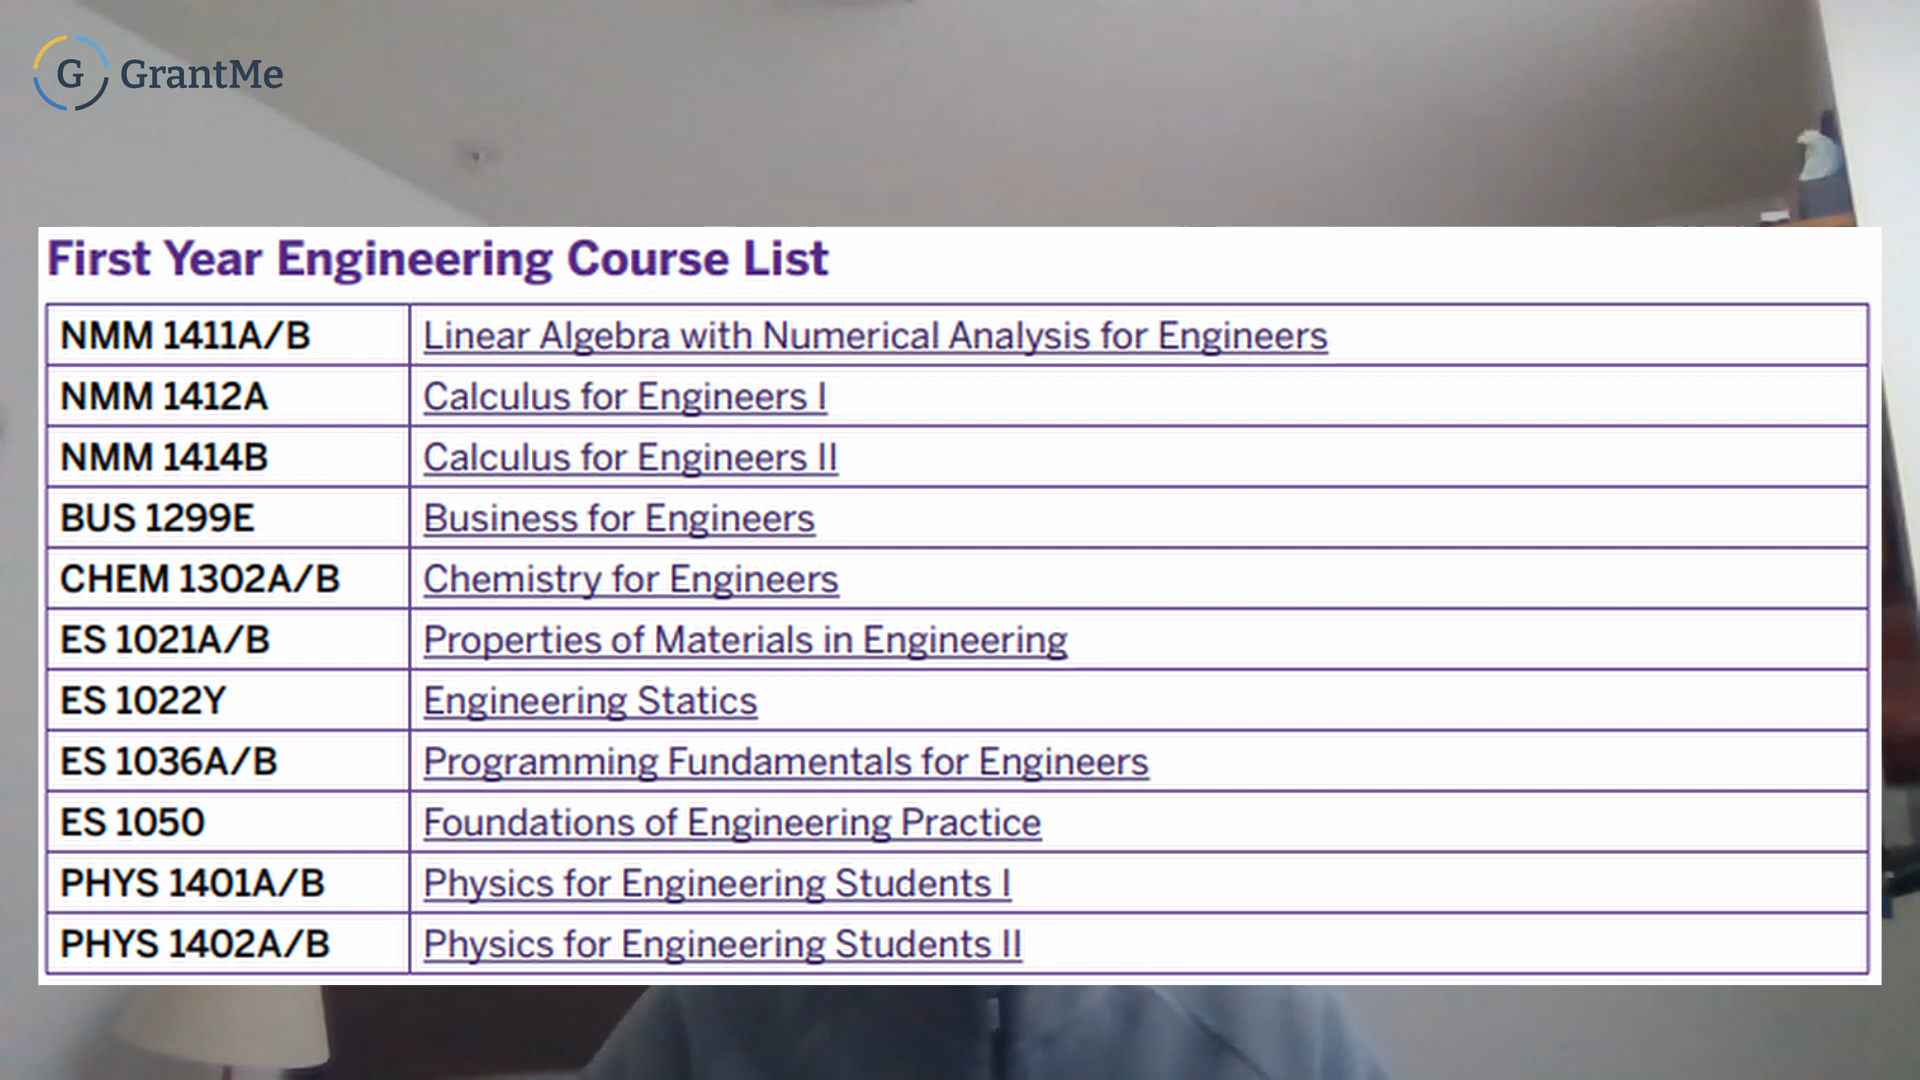 G GrantMe
First Year Engineering Course List
NMM 1411A/B Linear Algebra with Numerical Analysis for Engineers
NMM 1412A Calculus for Engineers I
NMM 1414B Calculus for Engineers II
BUS 1299E Business for Engineers
CHEM 1302A/B Chemistry for Engineers
ES 1021A/B Properties of Materials in Engineering
ES 1022Y Engineering Statics
ES 1036A/B Programming Fundamentals for Engineers
ES 1050 Foundations of Engineering Practice
PHYS 1401A/B Physics for Engineering Students I
PHYS 1402A/B Physics for Engineering Students II